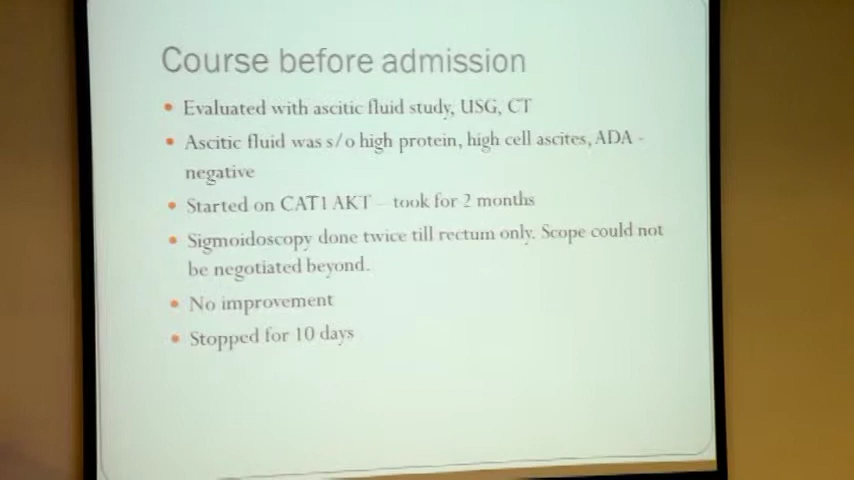 Course before admission
Evaluated with ascitic fluid study, USG, CT
Ascitic fluid was s/o high protein, high cell ascites, ADA -
negative
Started on CAT1 AKT – took for 2 months
Sigmoidoscopy done twice till rectum only. Scope could not
be negotiated beyond.
No improvement
Stopped for 10 days